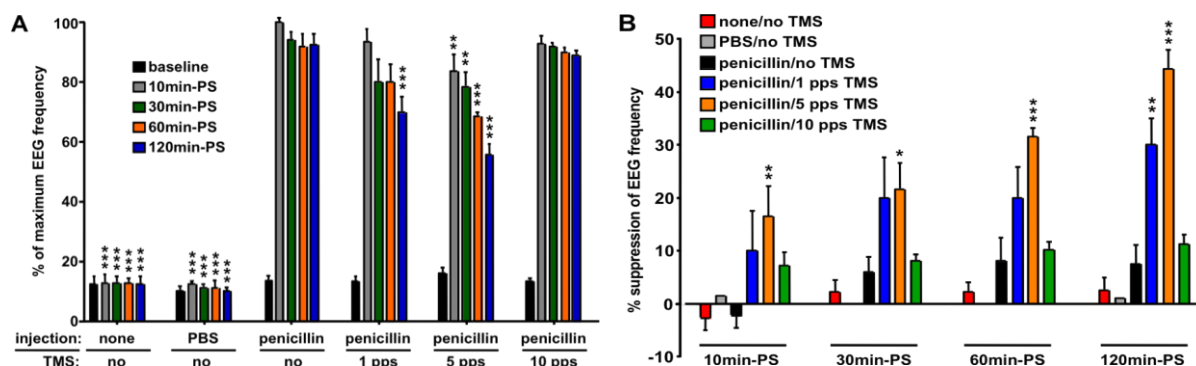 A
% of maximum EEG frequency
100
80
60
40
20
0
baseline
10min-PS
30min-PS
60min-PS
120min-PS
*** *** *** ***
*** *** *** ***
***
** ** *** ***
injection: none PBS penicillin penicillin penicillin penicillin
TMS: no no no 1 pps 5 pps 10 pps
B
% suppression of EEG frequency
50
40
30
20
10
0
-10
none/no TMS
PBS/no TMS
penicillin/no TMS
penicillin/1 pps TMS
penicillin/5 pps TMS
penicillin/10 pps TMS
**
*
***
** ***
10min-PS 30min-PS 60min-PS 120min-PS